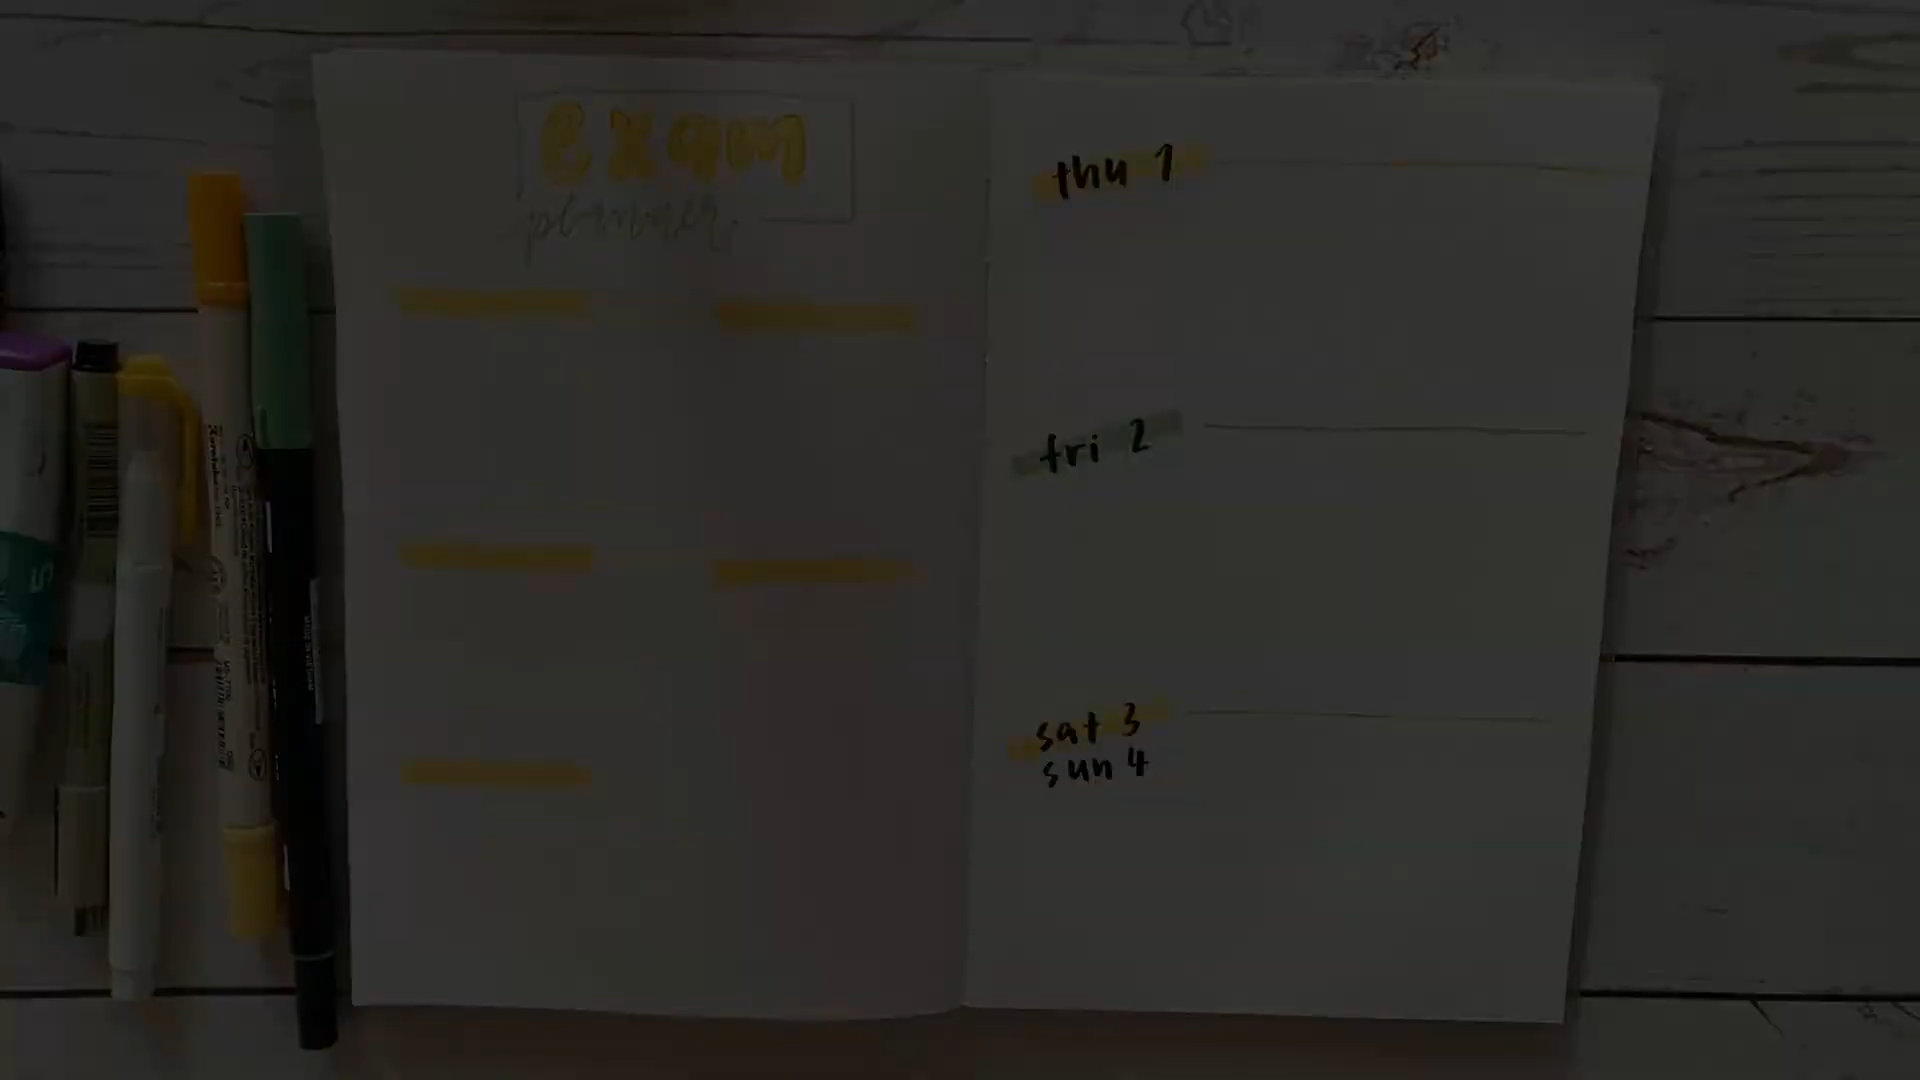 exam
planner
thu 1
fri 2
sat 3
sun 4